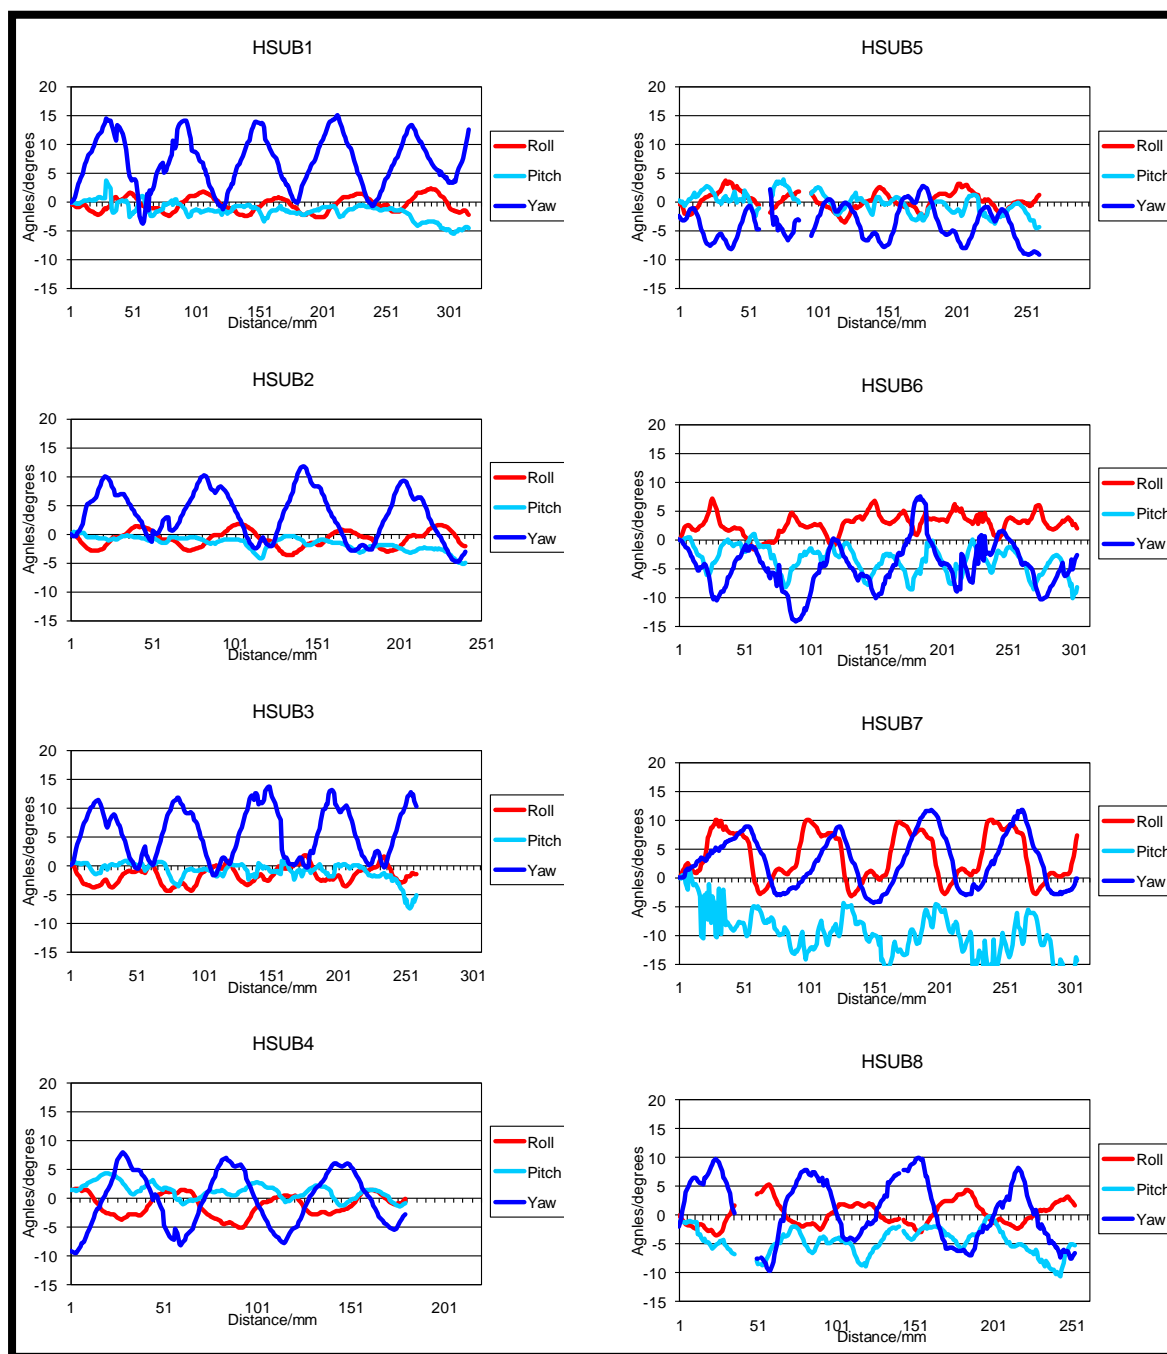 HSUB1
20
15
10
5
0
-5
-10
-15
Agnles/degrees
1 51 101 151 201 251 301
Distance/mm
Roll
Pitch
Yaw
HSUB5
20
15
10
5
0
-5
-10
-15
Agnles/degrees
1 51 101 151 201 251
Distance/mm
Roll
Pitch
Yaw
HSUB2
20
15
10
5
0
-5
-10
-15
Agnles/degrees
1 51 101 151 201 251
Distance/mm
Roll
Pitch
Yaw
HSUB6
20
15
10
5
0
-5
-10
-15
Agnles/degrees
1 51 101 151 201 251 301
Distance/mm
Roll
Pitch
Yaw
HSUB3
20
15
10
5
0
-5
-10
-15
Agnles/degrees
1 51 101 151 201 251 301
Distance/mm
Roll
Pitch
Yaw
HSUB7
20
15
10
5
0
-5
-10
-15
Agnles/degrees
1 51 101 151 201 251 301
Distance/mm
Roll
Pitch
Yaw
HSUB4
20
15
10
5
0
-5
-10
-15
Agnles/degrees
1 51 101 151 201
Distance/mm
Roll
Pitch
Yaw
HSUB8
20
15
10
5
0
-5
-10
-15
Agnles/degrees
1 51 101 151 201 251
Distance/mm
Roll
Pitch
Yaw